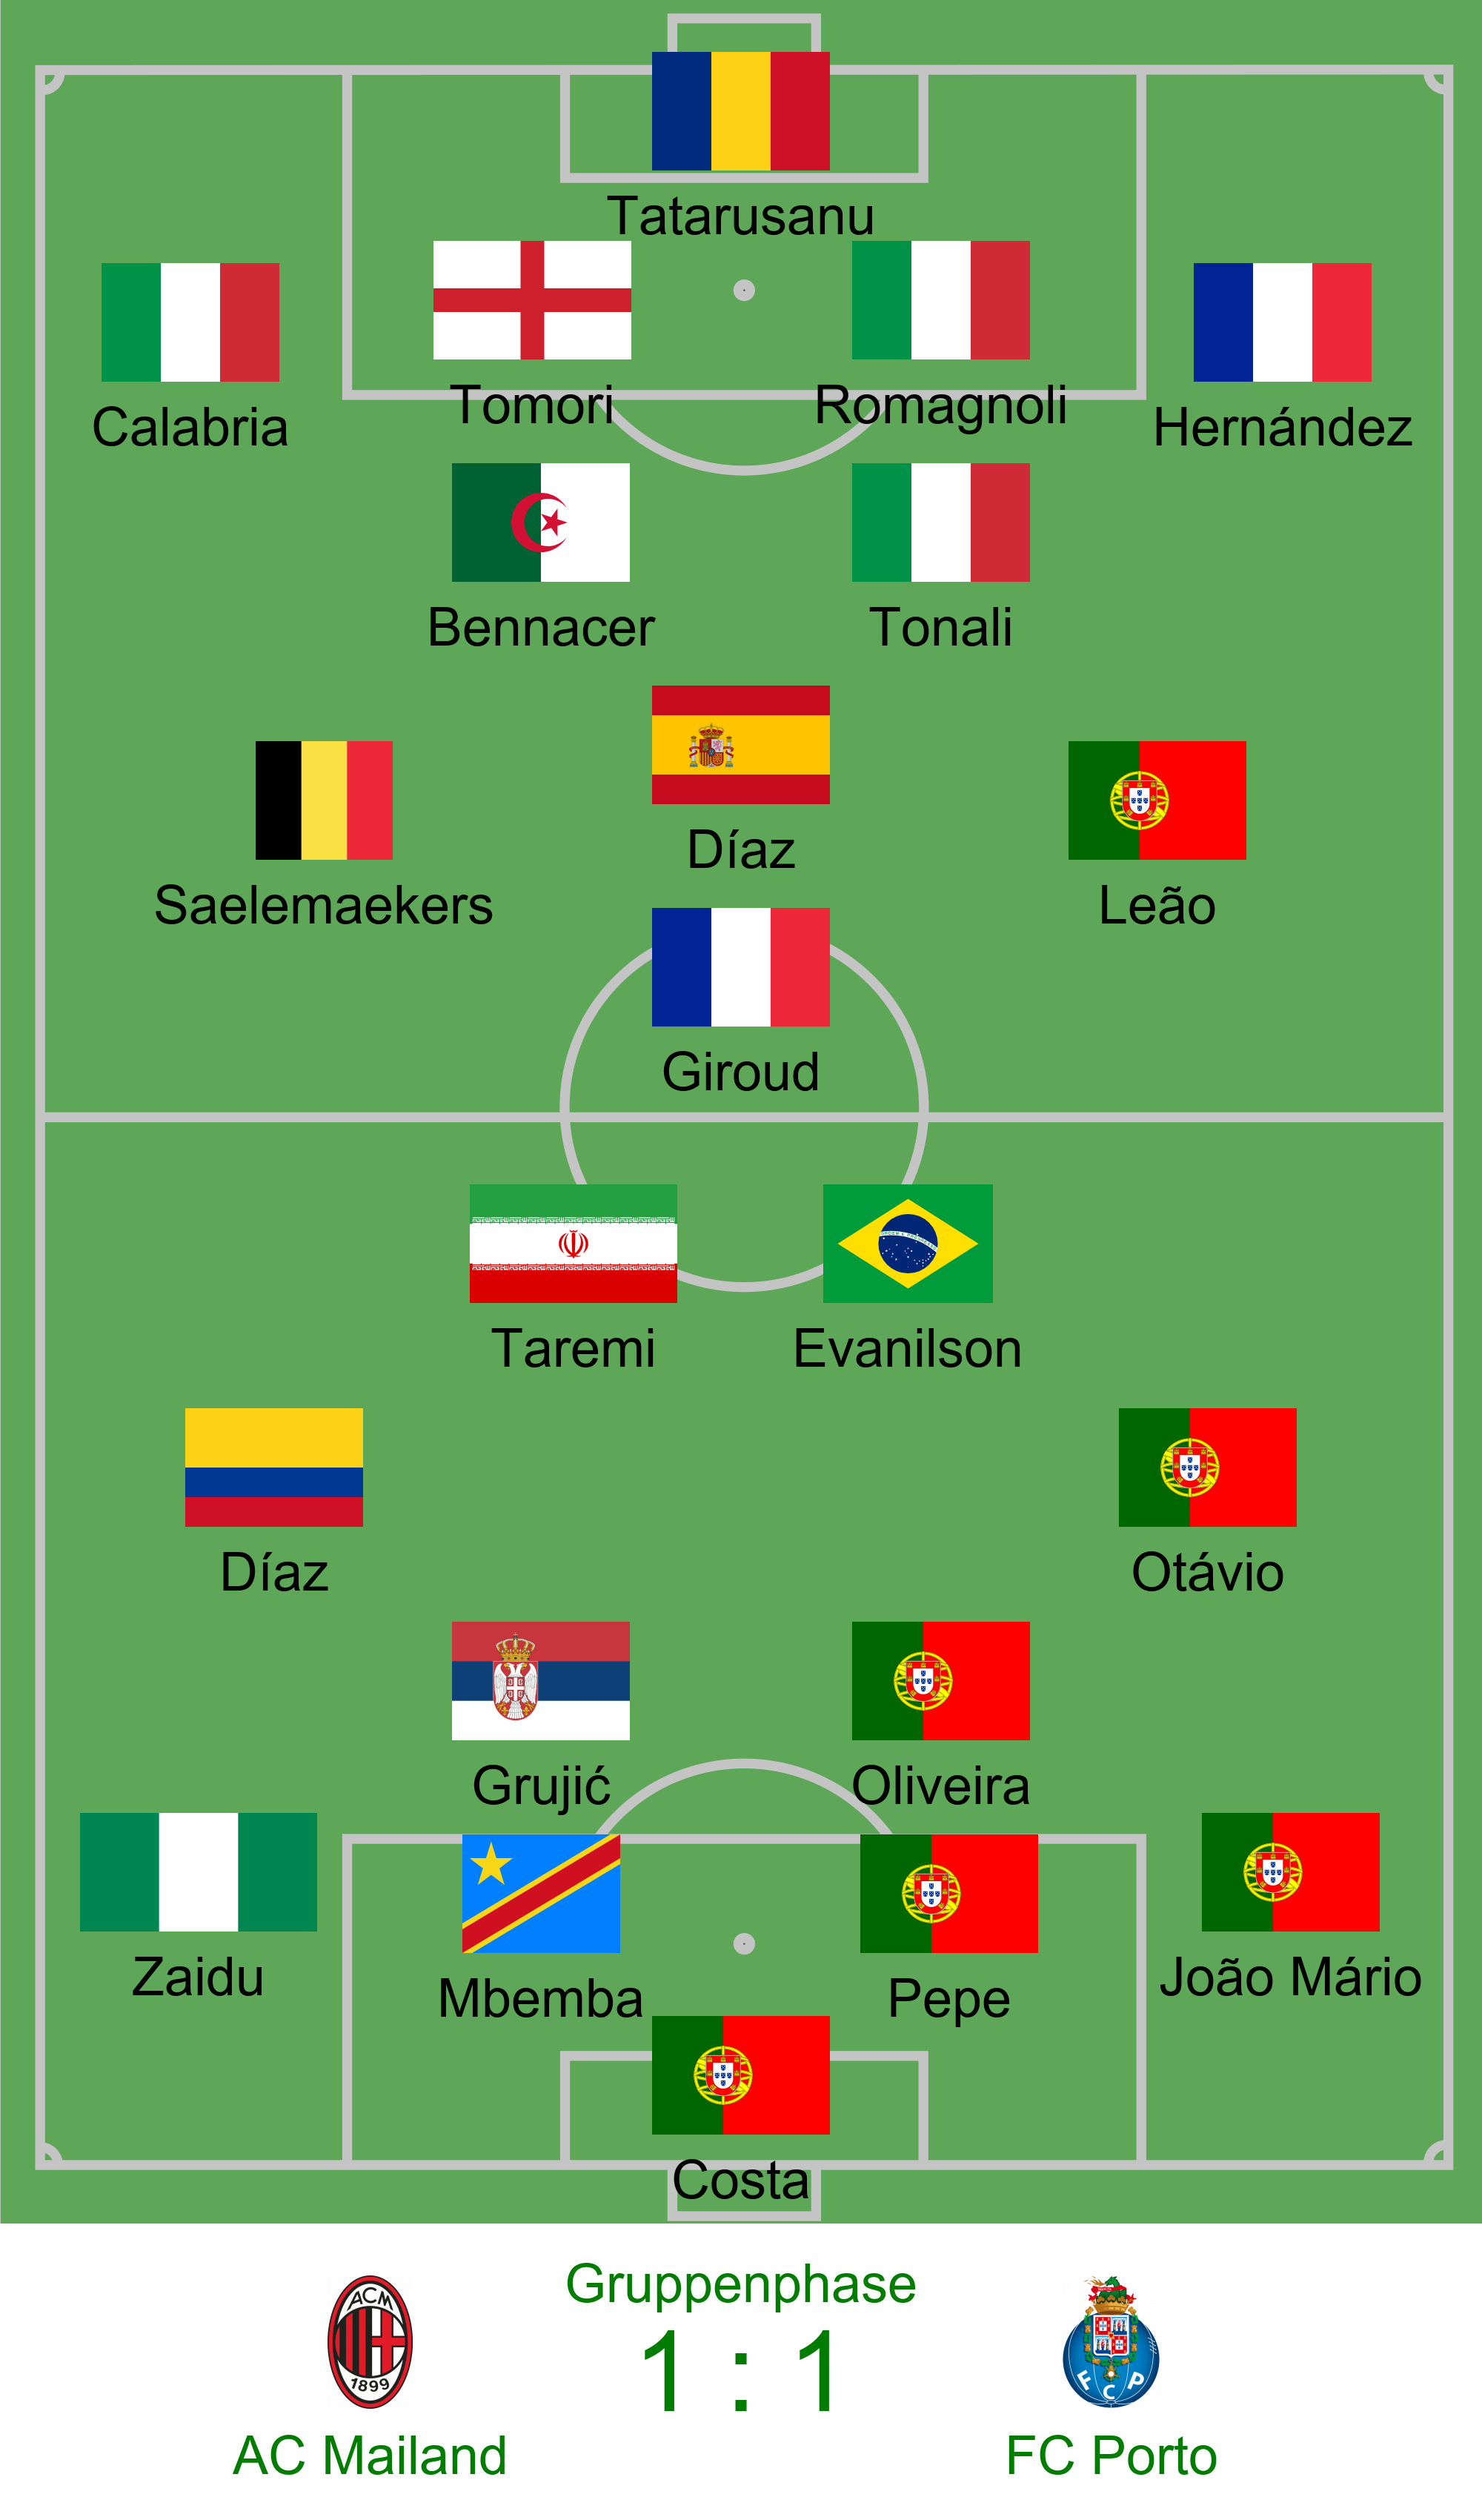 Tatarusanu
Calabria
Tomori
Romagnoli
Hernández
Bennacer
Tonali
Díaz
Saelemaekers
Leão
Giroud
Taremi
Evanilson
Díaz
Otávio
Grujić
Oliveira
Zaidu
Mbemba
Pepe
João Mário
Costa
Gruppenphase
1 : 1
ACM
1899
FCP
AC Mailand
FC Porto